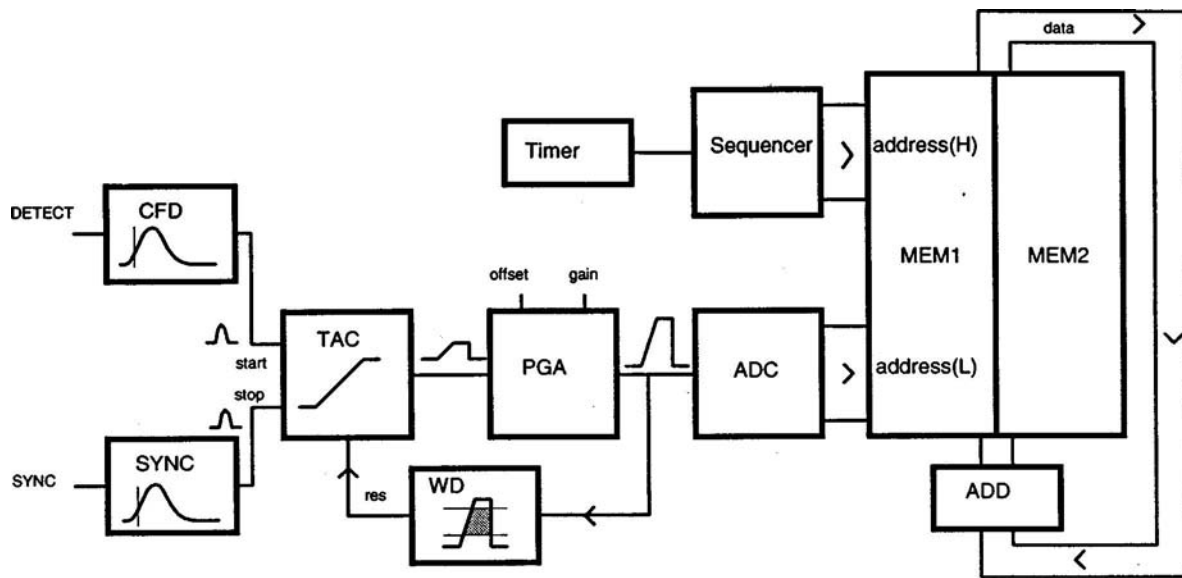 data
Timer
Sequencer
address(H)
DETECT
CFD
MEM1
MEM2
offset
gain
start
TAC
PGA
ADC
address(L)
stop
SYNC
SYNC
res
WD
ADD